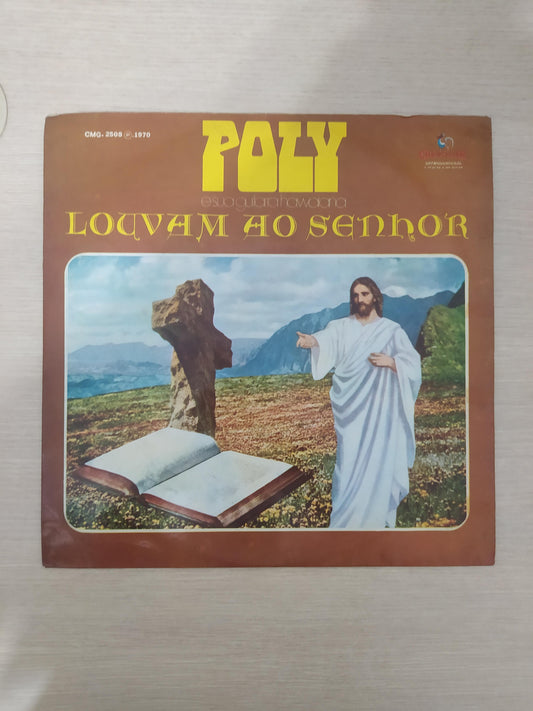 CMG. 2508 ℗ .1970
POLY
e sua guitarra hawaiana
LOUVAM AO SENHOR